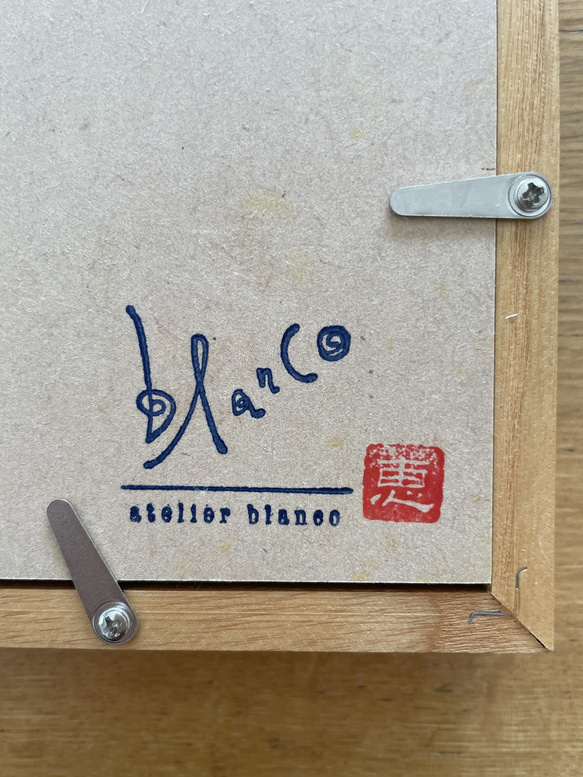 blanco
atelier blanco
恵